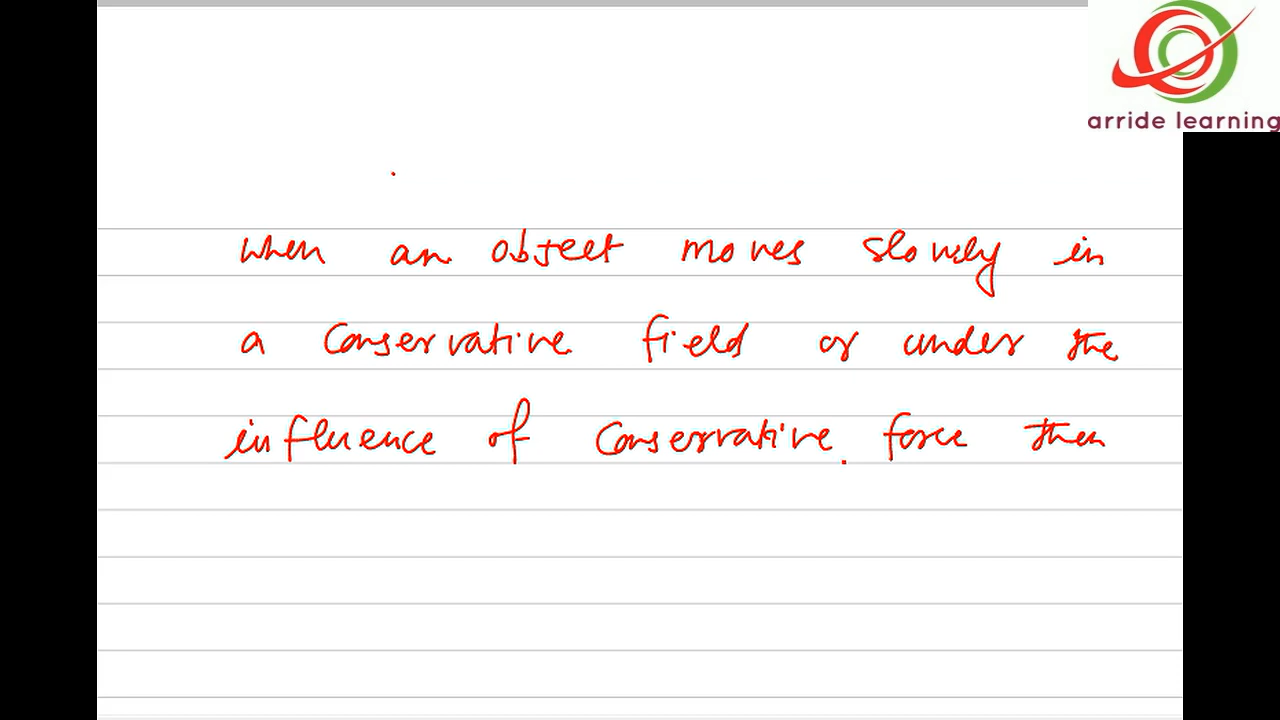 arride learning
when an object moves slowly in
a conservative field or under the
influence of conservative force then